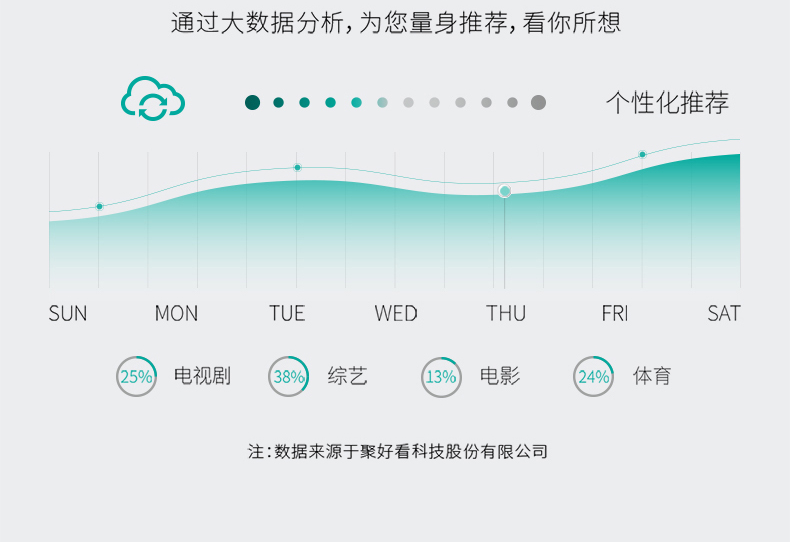 通过大数据分析，为您量身推荐，看你所想
个性化推荐
SUN MON TUE WED THU FRI SAT
25% 电视剧 38% 综艺 13% 电影 24% 体育
注：数据来源于聚好看科技股份有限公司